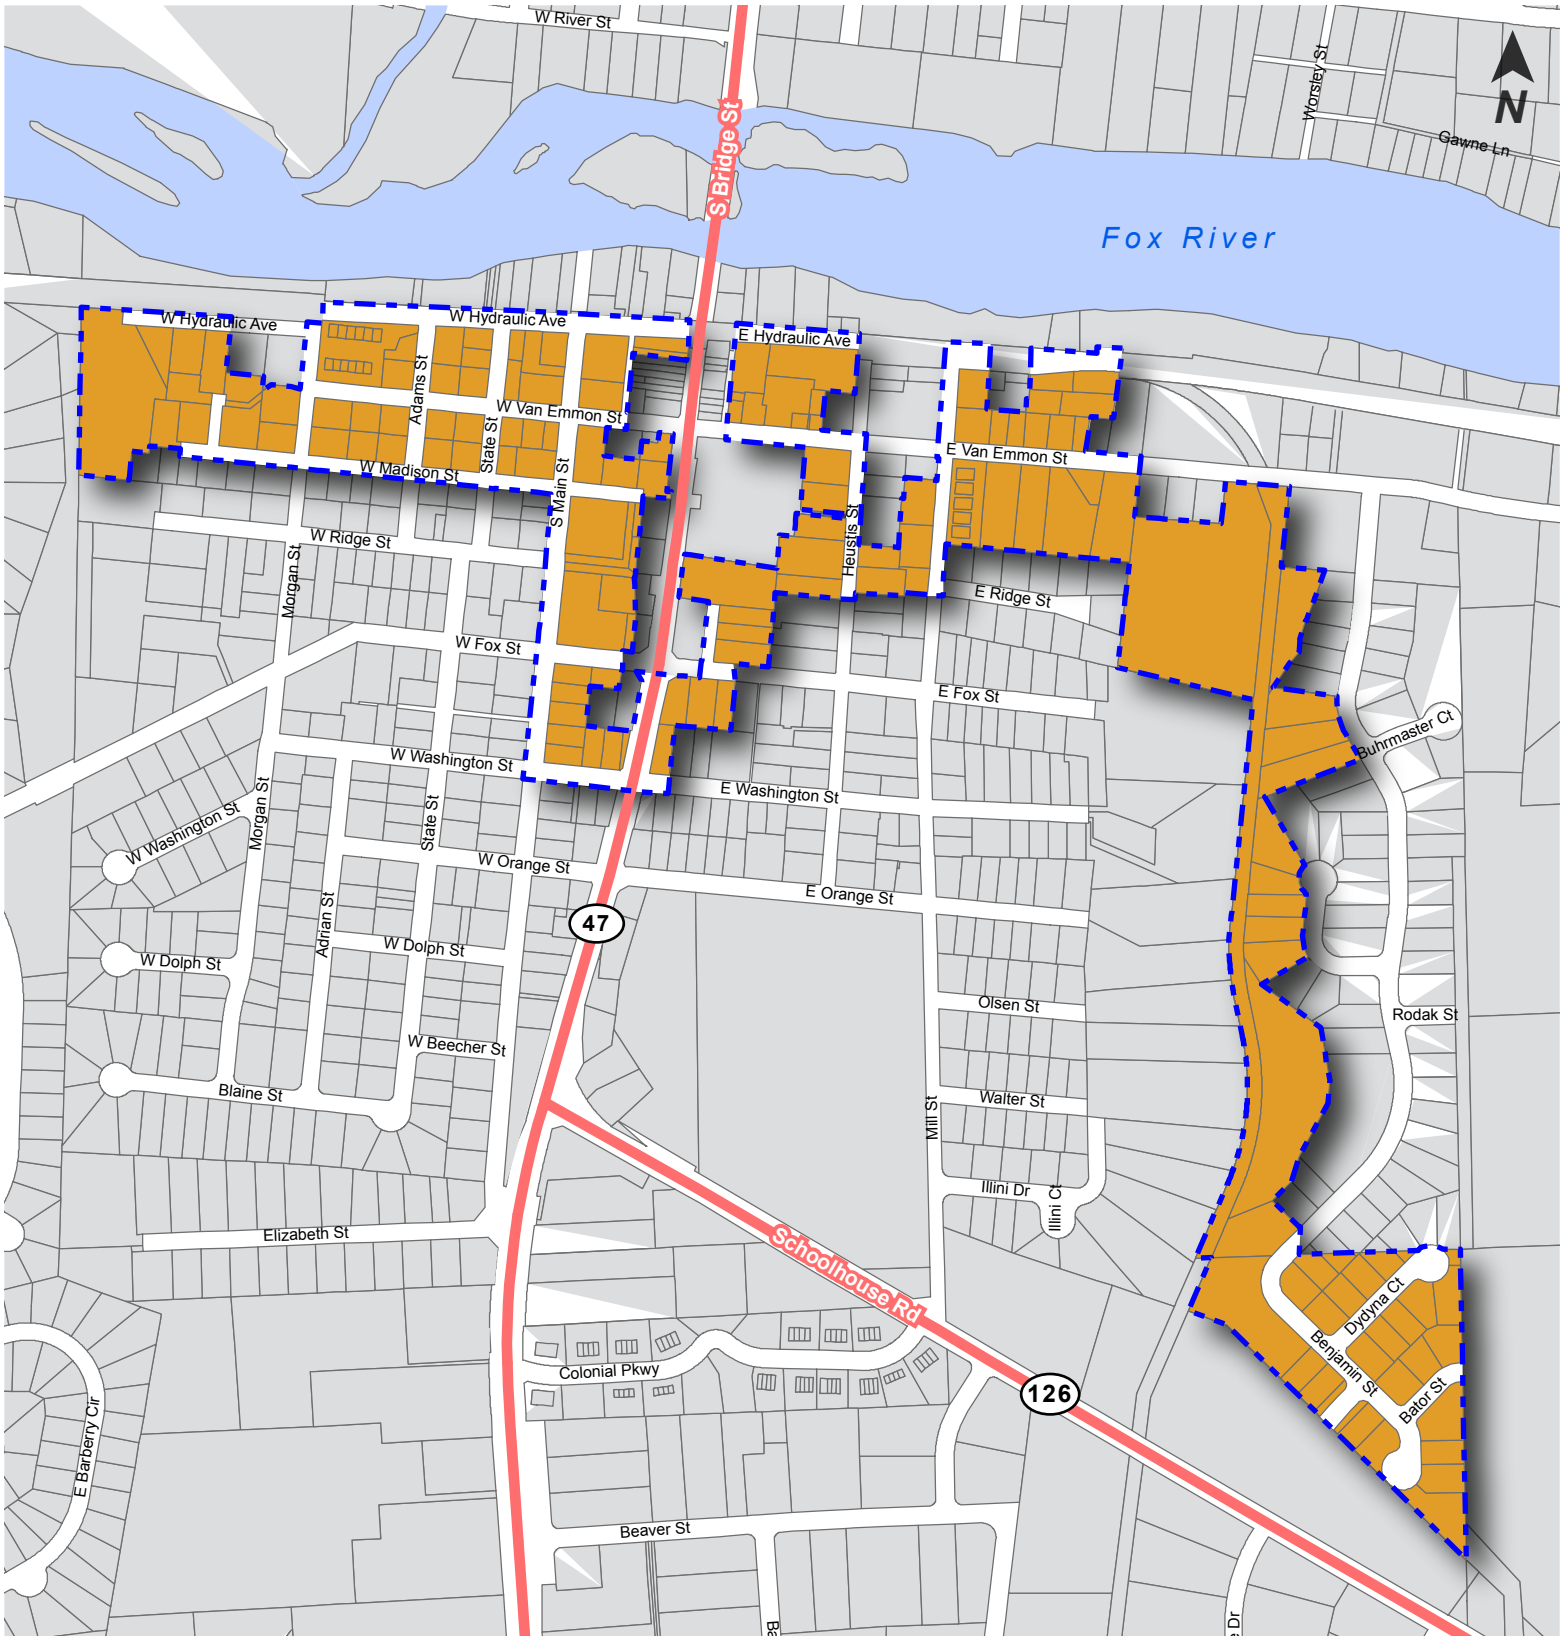 W River St
Worsley St
N
S Bridge St
Gawne Ln
Fox River
W Hydraulic Ave
W Hydraulic Ave
E Hydraulic Ave
Adams St
W Van Emmon St
State St
E Van Emmon St
W Madison St
S Main St
W Ridge St
Heustis St
Morgan St
E Ridge St
W Fox St
E Fox St
Buhrmaster Ct
W Washington St
E Washington St
Morgan St
State St
W Washington St
W Orange St
E Orange St
47
Adrian St
W Dolph St
W Dolph St
Olsen St
Rodak St
W Beecher St
Blaine St
Walter St
Mill St
Illini Dr
Illini Ct
Elizabeth St
Schoolhouse Rd
Dydyna Ct
Benjamin St
Colonial Pkwy
126
Bator St
E Barberry Cir
Beaver St